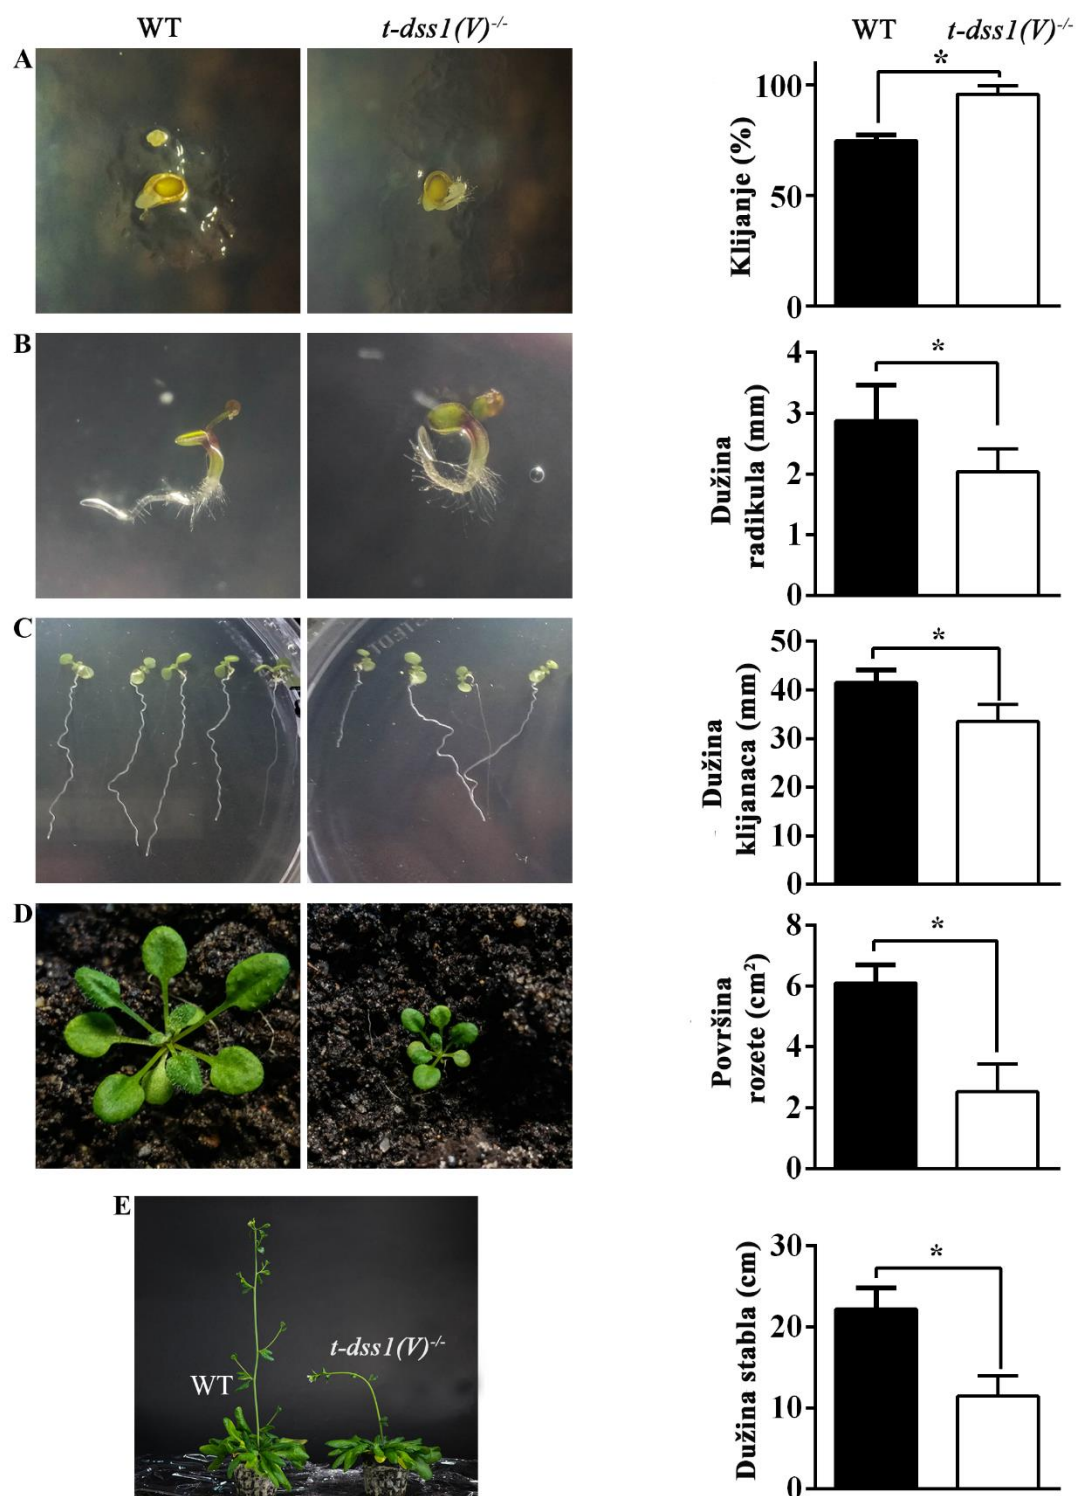 WT
t-dss1(V)-/-
WT
t-dss1(V)-/-
A
*
100
50
0
Klijanje (%)
B
*
4
3
2
1
0
Dužina
radikula (mm)
C
STEDT
*
50
40
30
20
10
0
Dužina
klijanaca (mm)
D
*
8
6
4
2
0
Površina
rozete (cm²)
E
WT
t-dss1(V)-/-
*
30
20
10
0
Dužina stabla (cm)